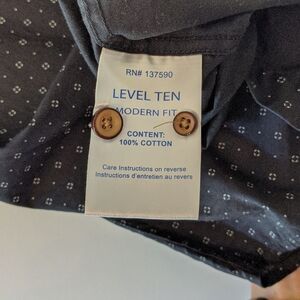 RN# 137590
LEVEL TEN
MODERN FIT
CONTENT:
100% COTTON
Care Instructions on reverse
Instructions d'entretien au revers